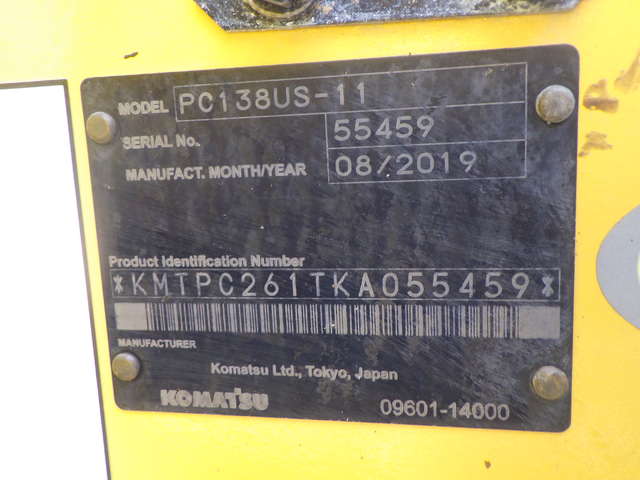 MODEL PC138US-11
SERIAL No. 55459
MANUFACT. MONTH/YEAR 08/2019
Product Identification Number
*KMTPC261TKA055459*
MANUFACTURER
Komatsu Ltd., Tokyo, Japan
KOMATSU 09601-14000